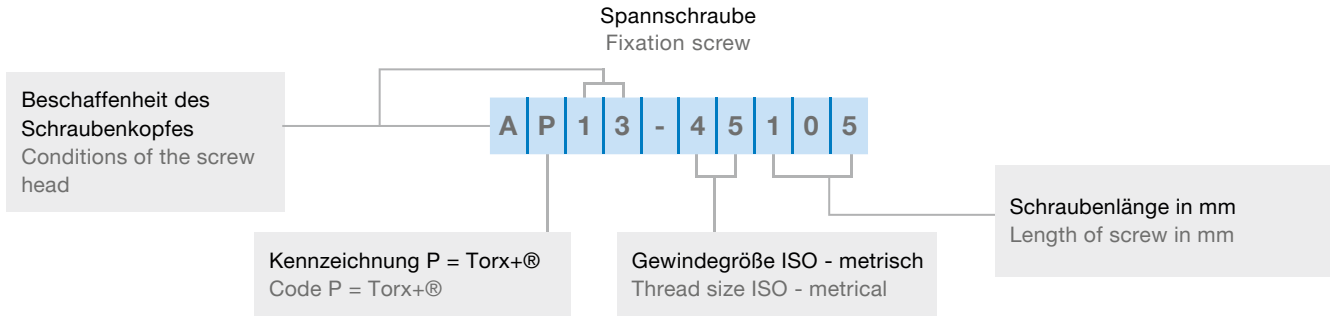 Spannschraube
Fixation screw
Beschaffenheit des
Schraubenkopfes
Conditions of the screw
head
A P 1 3 - 4 5 1 0 5
Schraubenlänge in mm
Length of screw in mm
Kennzeichnung P = Torx+®
Code P = Torx+®
Gewindegröße ISO - metrisch
Thread size ISO - metrical